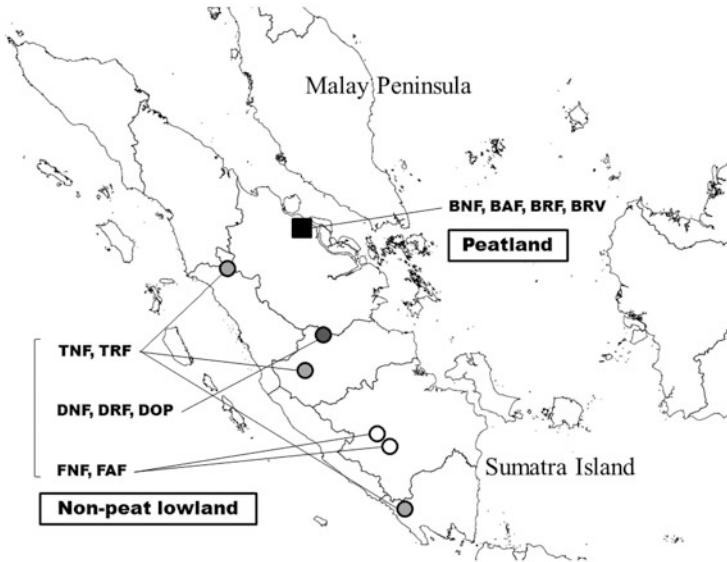 Malay Peninsula
BNF, BAF, BRF, BRV
Peatland
TNF, TRF
DNF, DRF, DOP
FNF, FAF
Sumatra Island
Non-peat lowland